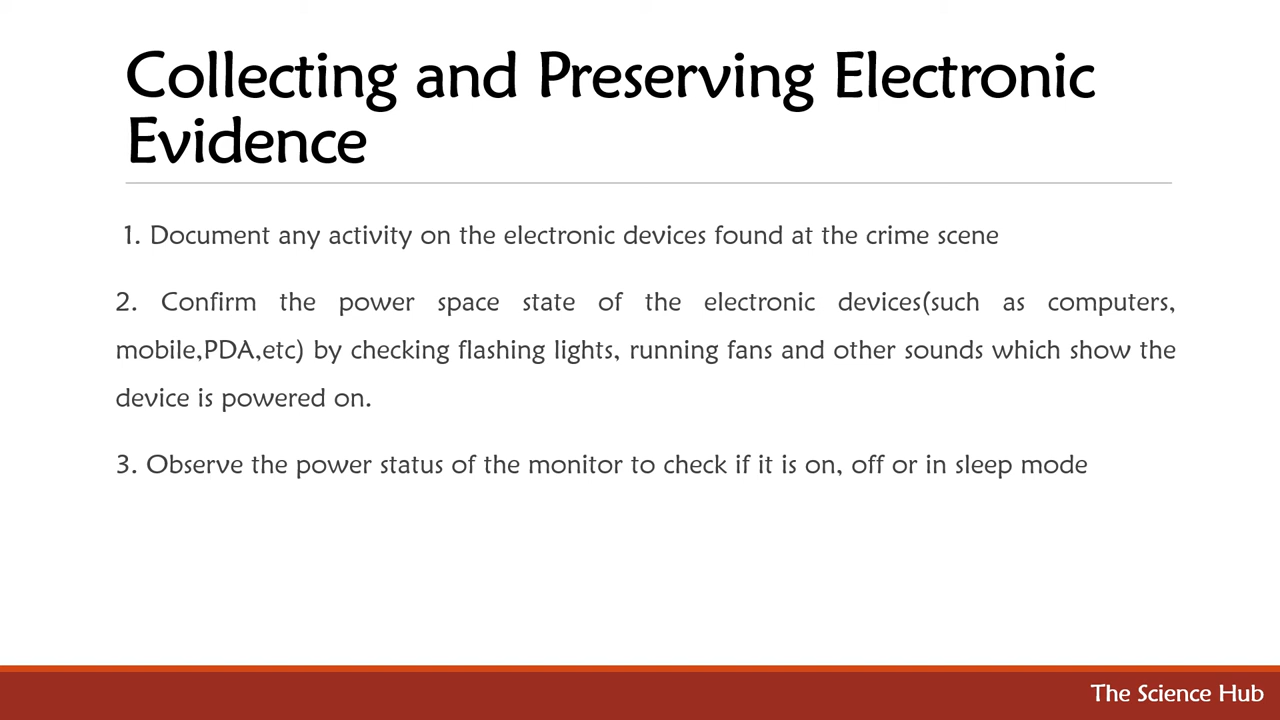 Collecting and Preserving Electronic
Evidence
1. Document any activity on the electronic devices found at the crime scene
2. Confirm the power space state of the electronic devices(such as computers,
mobile,PDA,etc) by checking flashing lights, running fans and other sounds which show the
device is powered on.
3. Observe the power status of the monitor to check if it is on, off or in sleep mode
The Science Hub